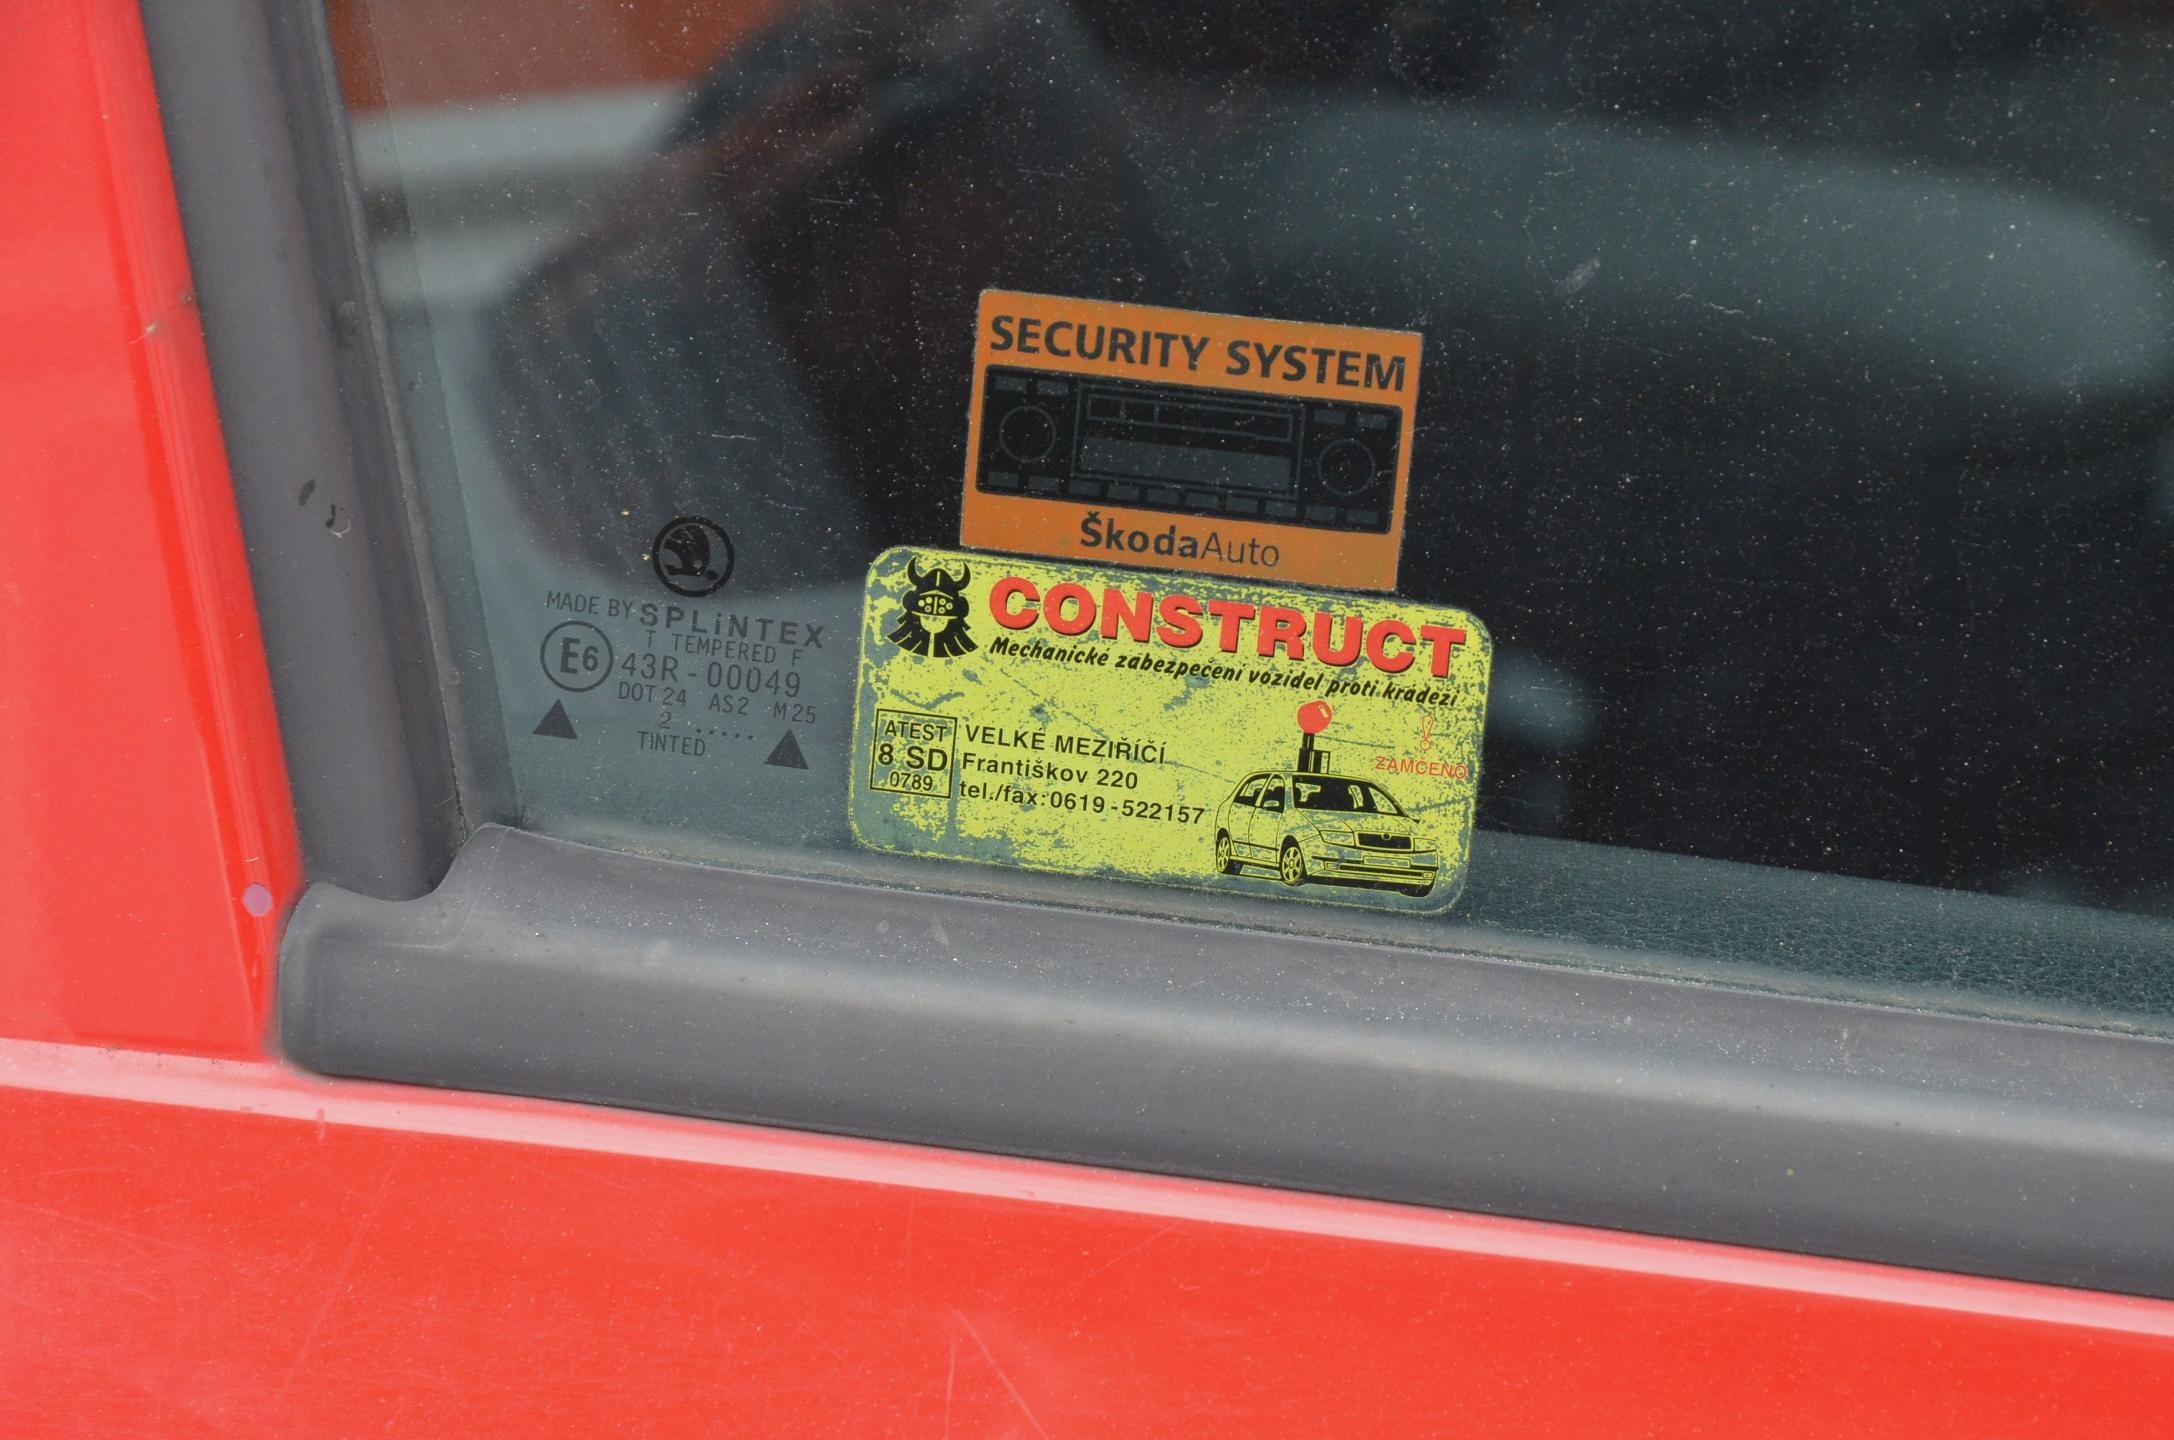 SECURITY SYSTEM
ŠkodaAuto
MADE BY SPLiNTEX
T TEMPERED F
E6 43R-00049
DOT 24 AS2 M25
2 .....
TINTED
CONSTRUCT
Mechanické zabezpečení vozidel proti krádeži
ATEST
8 SD
0789
VELKÉ MEZIŘÍČÍ
Františkov 220
tel./fax:0619-522157
!
ZAMČENO